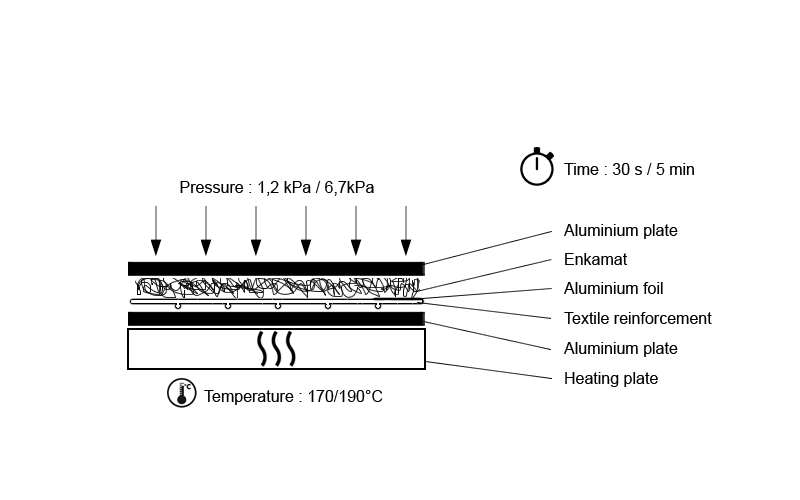 Time : 30 s / 5 min
Pressure : 1,2 kPa / 6,7kPa
Aluminium plate
Enkamat
Aluminium foil
Textile reinforcement
Aluminium plate
Heating plate
°C
Temperature : 170/190°C